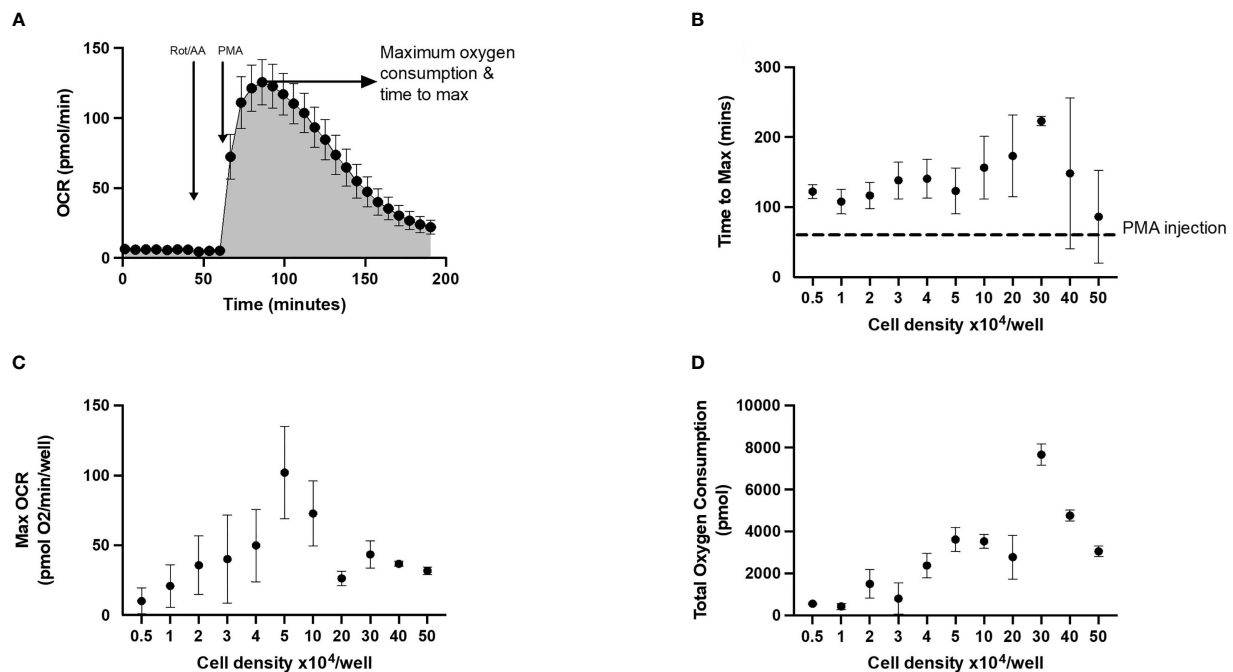 A
OCR (pmol/min)
150
100
50
0
Rot/AA
PMA
Maximum oxygen
consumption &
time to max
0
50
100
150
200
Time (minutes)
B
Time to Max (mins)
300
200
100
0
PMA injection
0.5 1 2 3 4 5 10 20 30 40 50
Cell density x10⁴/well
C
Max OCR
(pmol O2/min/well)
150
100
50
0
0.5 1 2 3 4 5 10 20 30 40 50
Cell density x10⁴/well
D
Total Oxygen Consumption
(pmol)
10000
8000
6000
4000
2000
0
0.5 1 2 3 4 5 10 20 30 40 50
Cell density x10⁴/well